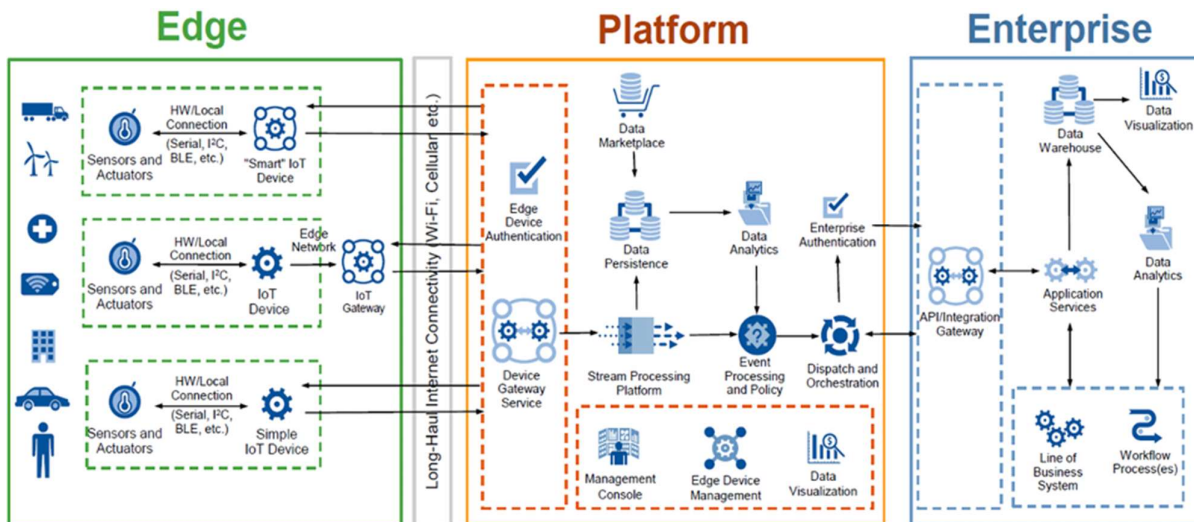 Edge
Platform
Enterprise
HW/Local
Connection
(Serial, I²C,
BLE, etc.)
Sensors and
Actuators
"Smart" IoT
Device
HW/Local
Connection
(Serial, I²C,
BLE, etc.)
Sensors and
Actuators
IoT
Device
Edge
Network
IoT
Gateway
HW/Local
Connection
(Serial, I²C,
BLE, etc.)
Sensors and
Actuators
Simple
IoT Device
Long-Haul Internet Connectivity (Wi-Fi, Cellular, etc.)
Edge
Device
Authentication
Device
Gateway
Service
Data
Marketplace
Data
Persistence
Data
Analytics
Enterprise
Authentication
Stream Processing
Platform
Event
Processing
and Policy
Dispatch and
Orchestration
Management
Console
Edge Device
Management
Data
Visualization
API/Integration
Gateway
Data
Warehouse
Data
Visualization
Application
Services
Data
Analytics
Line of
Business
System
Workflow
Process(es)